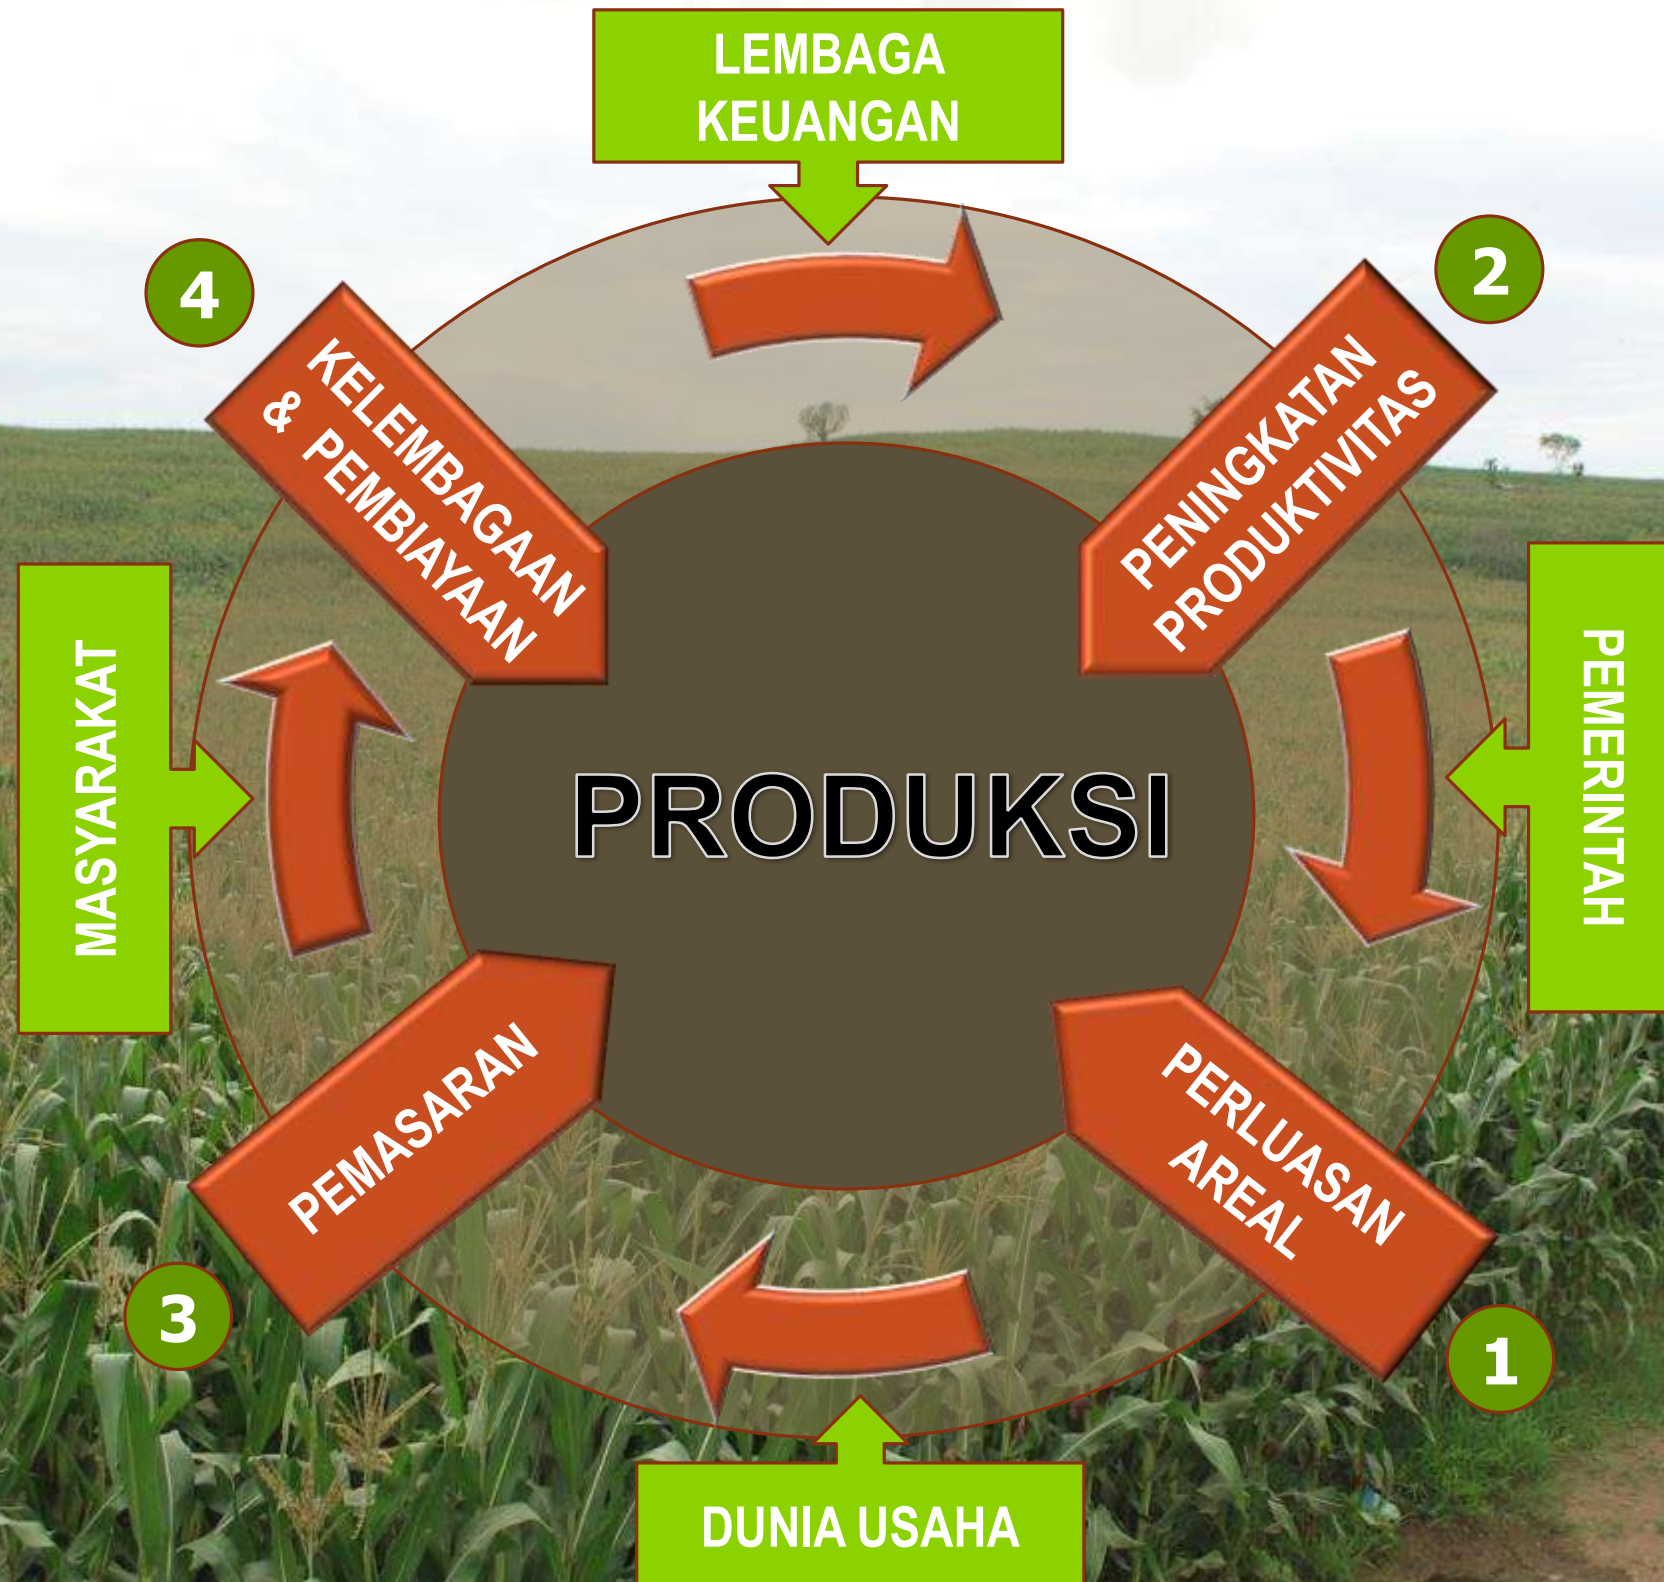 LEMBAGA
KEUANGAN
4
KELEMBAGAAN
& PEMBIAYAAN
2
PENINGKATAN
PRODUKTIVITAS
MASYARAKAT
PEMERINTAH
PRODUKSI
PEMASARAN
3
PERLUASAN
AREAL
1
DUNIA USAHA